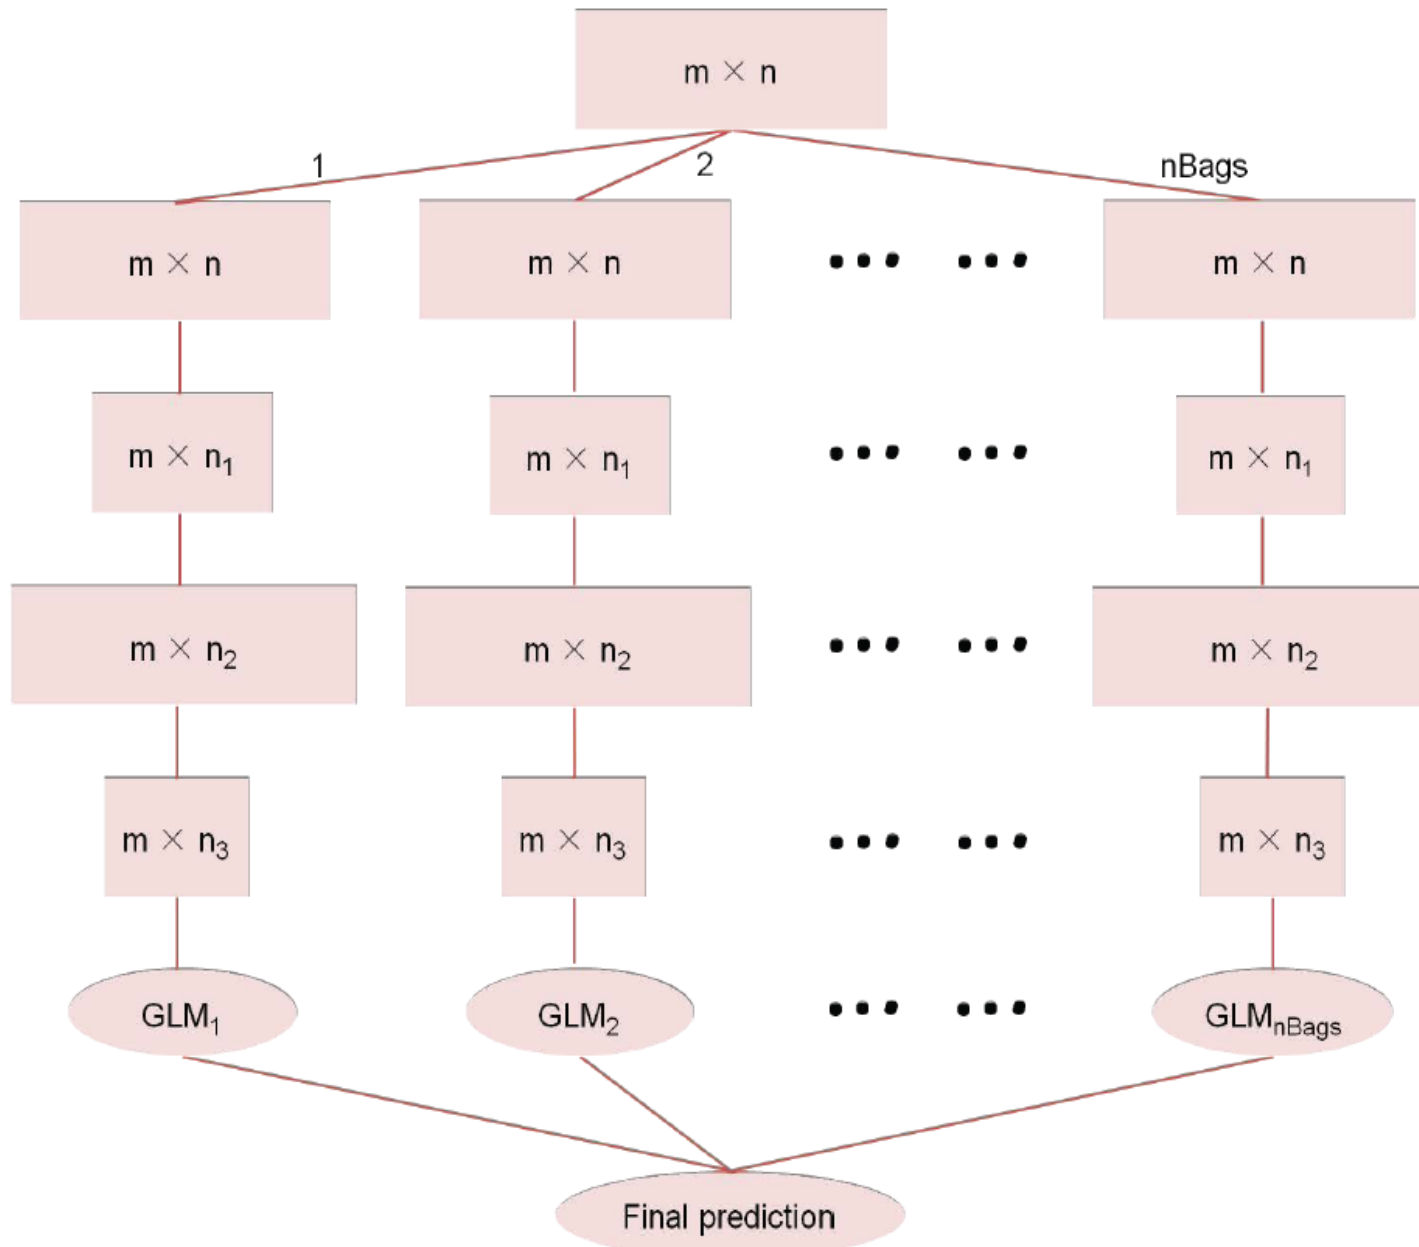 m × n
1 2 nBags
m × n m × n m × n
m × n₁ m × n₁ m × n₁
m × n₂ m × n₂ m × n₂
m × n₃ m × n₃ m × n₃
GLM₁ GLM₂ GLMnBags
Final prediction